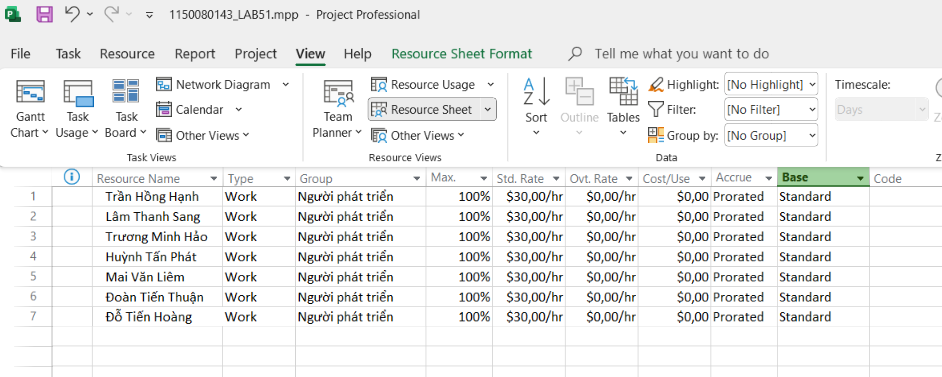 1150080143_LAB51.mpp - Project Professional
File Task Resource Report Project View Help Resource Sheet Format Tell me what you want to do
Gantt Chart
Task Usage
Task Board
Network Diagram
Calendar
Other Views
Task Views
Team Planner
Resource Usage
Resource Sheet
Other Views
Resource Views
A Z
Sort
Outline
Tables
Highlight: [No Highlight]
Filter: [No Filter]
Group by: [No Group]
Data
Timescale:
Days
Resource Name Type Group Max. Std. Rate Ovt. Rate Cost/Use Accrue Base Code
1 Trần Hồng Hạnh Work Người phát triển 100% $30,00/hr $0,00/hr $0,00 Prorated Standard
2 Lâm Thanh Sang Work Người phát triển 100% $30,00/hr $0,00/hr $0,00 Prorated Standard
3 Trương Minh Hảo Work Người phát triển 100% $30,00/hr $0,00/hr $0,00 Prorated Standard
4 Huỳnh Tấn Phát Work Người phát triển 100% $30,00/hr $0,00/hr $0,00 Prorated Standard
5 Mai Văn Liêm Work Người phát triển 100% $30,00/hr $0,00/hr $0,00 Prorated Standard
6 Đoàn Tiến Thuận Work Người phát triển 100% $30,00/hr $0,00/hr $0,00 Prorated Standard
7 Đỗ Tiến Hoàng Work Người phát triển 100% $30,00/hr $0,00/hr $0,00 Prorated Standard